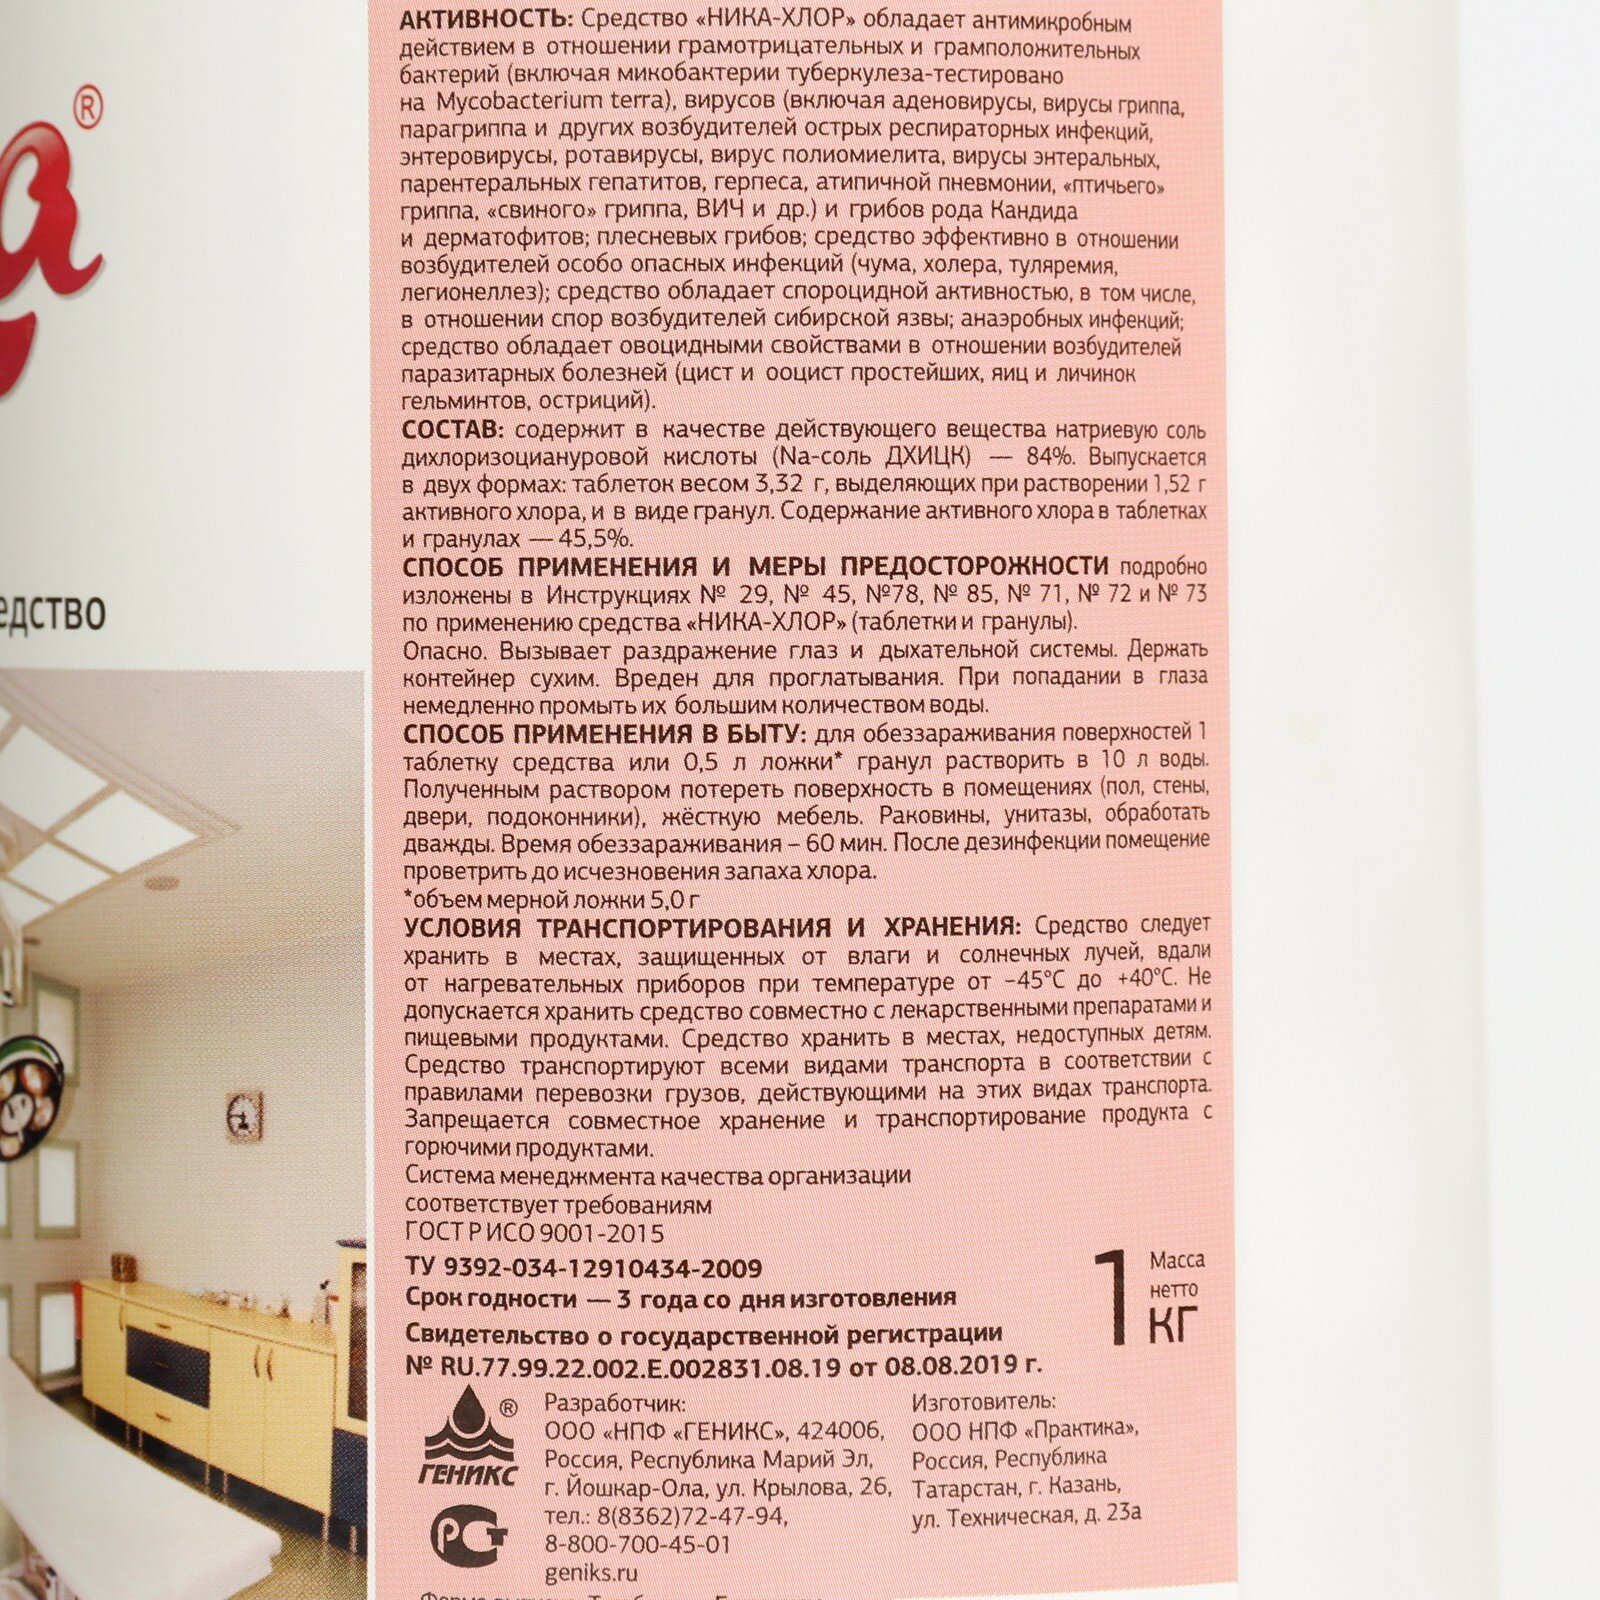 АКТИВНОСТЬ: Средство «НИКА-ХЛОР» обладает антимикробным
действием в отношении грамотрицательных и грамположительных
бактерий (включая микобактерии туберкулеза-тестировано
на Mycobacterium terra), вирусов (включая аденовирусы, вирусы гриппа,
парагриппа и других возбудителей острых респираторных инфекций,
энтеровирусы, ротавирусы, вирус полиомиелита, вирусы энтеральных,
парентеральных гепатитов, герпеса, атипичной пневмонии, «птичьего»
гриппа, «свиного» гриппа, ВИЧ и др.) и грибов рода Кандида
и дерматофитов; плесневых грибов; средство эффективно в отношении
возбудителей особо опасных инфекций (чума, холера, туляремия,
легионеллез); средство обладает спороцидной активностью, в том числе,
в отношении спор возбудителей сибирской язвы; анаэробных инфекций;
средство обладает овоцидными свойствами в отношении возбудителей
паразитарных болезней (цист и ооцист простейших, яиц и личинок
гельминтов, остриций).
СОСТАВ: содержит в качестве действующего вещества натриевую соль
дихлоризоциануровой кислоты (Na-соль ДХИЦК) — 84%. Выпускается
в двух формах: таблеток весом 3,32 г, выделяющих при растворении 1,52 г
активного хлора, и в виде гранул. Содержание активного хлора в таблетках
и гранулах — 45,5%.
СПОСОБ ПРИМЕНЕНИЯ И МЕРЫ ПРЕДОСТОРОЖНОСТИ подробно
изложены в Инструкциях № 29, № 45, №78, № 85, № 71, № 72 и № 73
по применению средства «НИКА-ХЛОР» (таблетки и гранулы).
Опасно. Вызывает раздражение глаз и дыхательной системы. Держать
контейнер сухим. Вреден для проглатывания. При попадании в глаза
немедленно промыть их большим количеством воды.
СПОСОБ ПРИМЕНЕНИЯ В БЫТУ: для обеззараживания поверхностей 1
таблетку средства или 0,5 л ложки* гранул растворить в 10 л воды.
Полученным раствором потереть поверхность в помещениях (пол, стены,
двери, подоконники), жёсткую мебель. Раковины, унитазы, обработать
дважды. Время обеззараживания – 60 мин. После дезинфекции помещение
проветрить до исчезновения запаха хлора.
*объем мерной ложки 5,0 г
УСЛОВИЯ ТРАНСПОРТИРОВАНИЯ И ХРАНЕНИЯ: Средство следует
хранить в местах, защищенных от влаги и солнечных лучей, вдали
от нагревательных приборов при температуре от –45°С до +40°С. Не
допускается хранить средство совместно с лекарственными препаратами и
пищевыми продуктами. Средство хранить в местах, недоступных детям.
Средство транспортируют всеми видами транспорта в соответствии с
правилами перевозки грузов, действующими на этих видах транспорта.
Запрещается совместное хранение и транспортирование продукта с
горючими продуктами.
Система менеджмента качества организации
соответствует требованиям
ГОСТ Р ИСО 9001-2015
ТУ 9392-034-12910434-2009
Срок годности — 3 года со дня изготовления
Свидетельство о государственной регистрации
№ RU.77.99.22.002.Е.002831.08.19 от 08.08.2019 г.
1 Масса
нетто
КГ
ГЕНИКС ®
РСТ
Разработчик:
ООО «НПФ «ГЕНИКС», 424006,
Россия, Республика Марий Эл,
г. Йошкар-Ола, ул. Крылова, 26,
тел.: 8(8362)72-47-94,
8-800-700-45-01
geniks.ru
Изготовитель:
ООО НПФ «Практика»,
Россия, Республика
Татарстан, г. Казань,
ул. Техническая, д. 23а
а®
едство